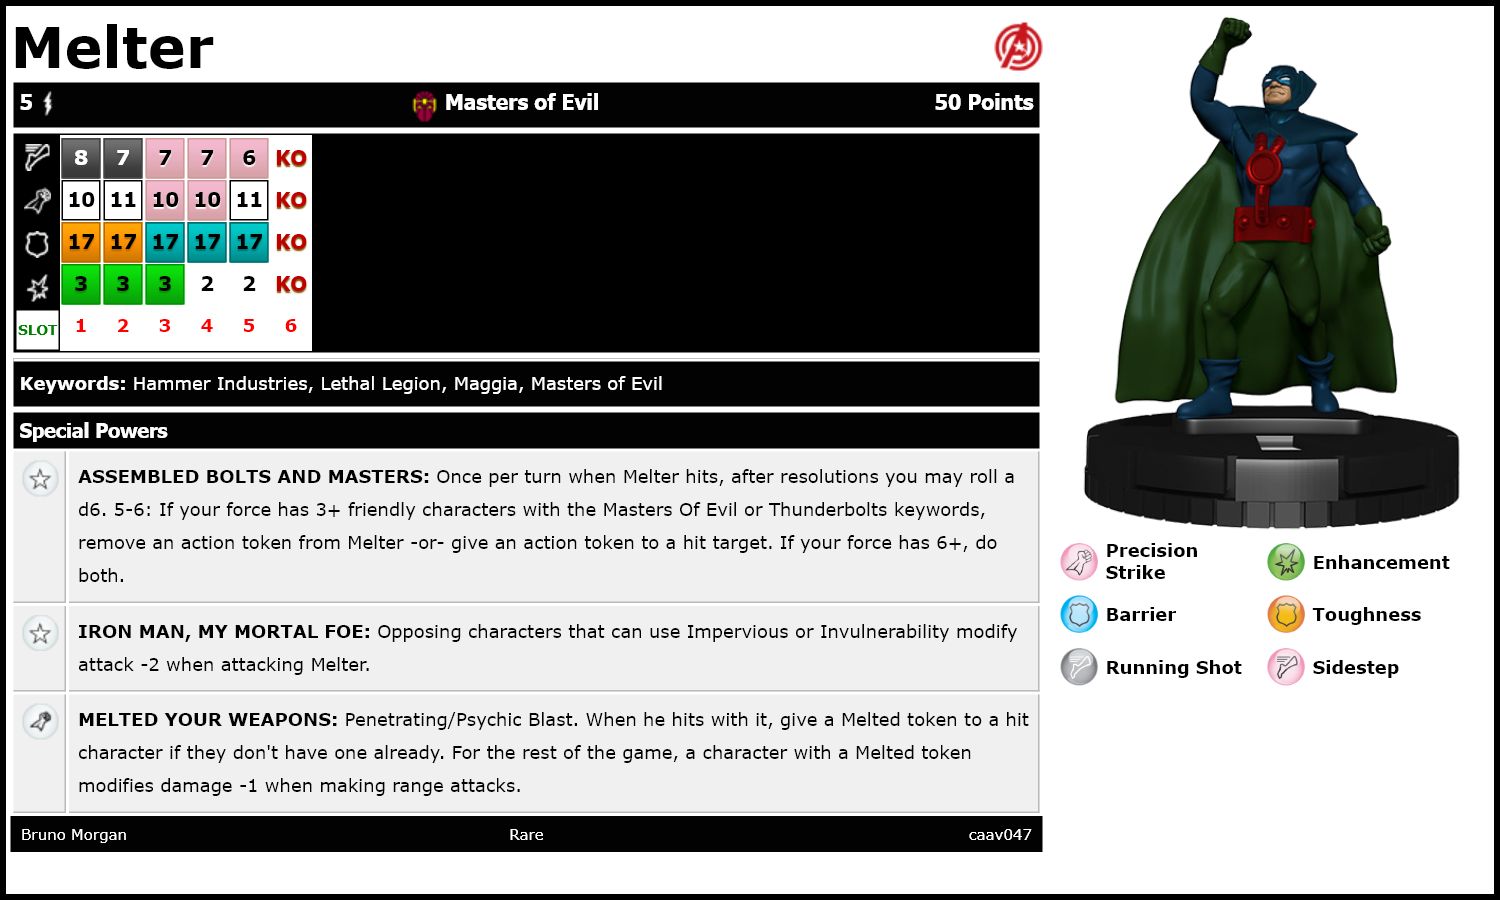 Melter
5 Masters of Evil 50 Points
8 7 7 7 6 KO
10 11 10 10 11 KO
17 17 17 17 17 KO
3 3 3 2 2 KO
SLOT 1 2 3 4 5 6
Keywords: Hammer Industries, Lethal Legion, Maggia, Masters of Evil
Special Powers
ASSEMBLED BOLTS AND MASTERS: Once per turn when Melter hits, after resolutions you may roll a
d6. 5-6: If your force has 3+ friendly characters with the Masters Of Evil or Thunderbolts keywords,
remove an action token from Melter -or- give an action token to a hit target. If your force has 6+, do
both.
IRON MAN, MY MORTAL FOE: Opposing characters that can use Impervious or Invulnerability modify
attack -2 when attacking Melter.
MELTED YOUR WEAPONS: Penetrating/Psychic Blast. When he hits with it, give a Melted token to a hit
character if they don't have one already. For the rest of the game, a character with a Melted token
modifies damage -1 when making range attacks.
Bruno Morgan Rare caav047
Precision
Strike
Enhancement
Barrier
Toughness
Running Shot
Sidestep